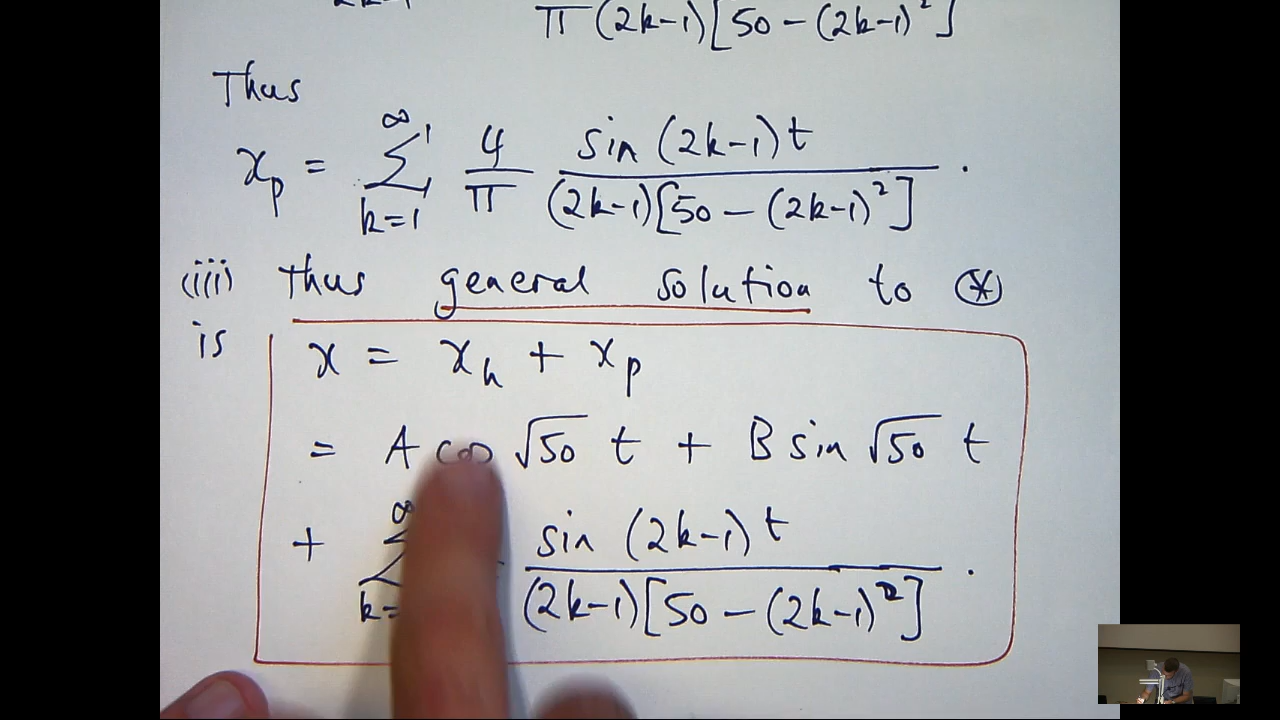 π (2k-1)[50 - (2k-1)²]
Thus
x_p = ∑_{k=1}^{∞} 4/π sin (2k-1)t / (2k-1)[50 - (2k-1)²] .
(iii) Thus general solution to ⊛
is
x = x_h + x_p
= A cos √50 t + B sin √50 t
+ ∑ k= ∞ sin (2k-1)t / (2k-1)[50 - (2k-1)²] .